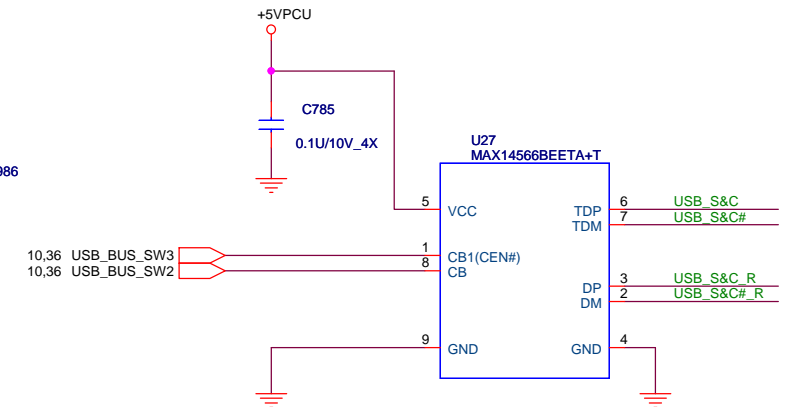 +5VPCU
C785
0.1U/10V_4X
986
U27
MAX14566BEETA+T
5 VCC
TDP 6 USB_S&C
TDM 7 USB_S&C#
10,36 USB_BUS_SW3 1 CB1(CEN#)
10,36 USB_BUS_SW2 8 CB
DP 3 USB_S&C_R
DM 2 USB_S&C#_R
9 GND
GND 4